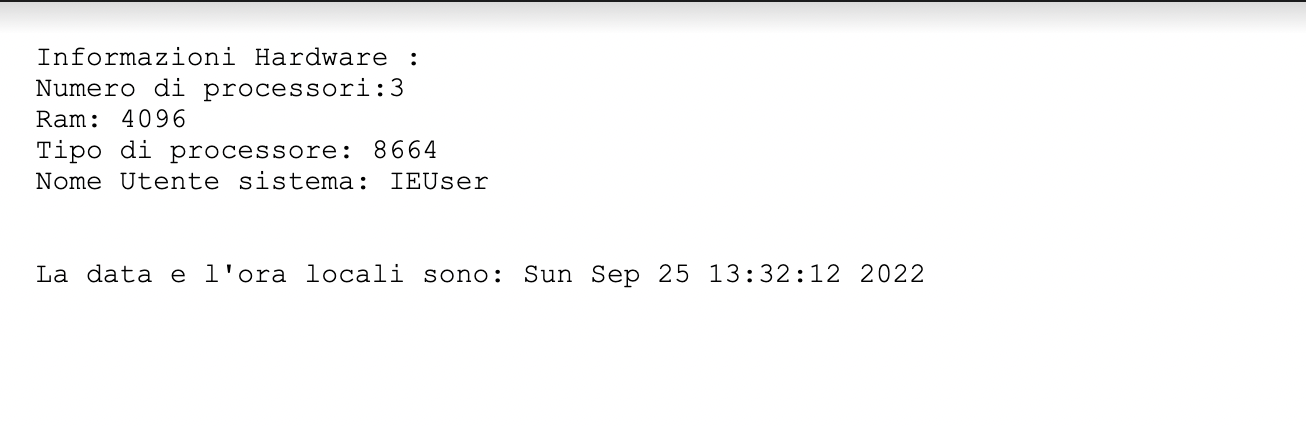 Informazioni Hardware :
Numero di processori:3
Ram: 4096
Tipo di processore: 8664
Nome Utente sistema: IEUser
La data e l'ora locali sono: Sun Sep 25 13:32:12 2022